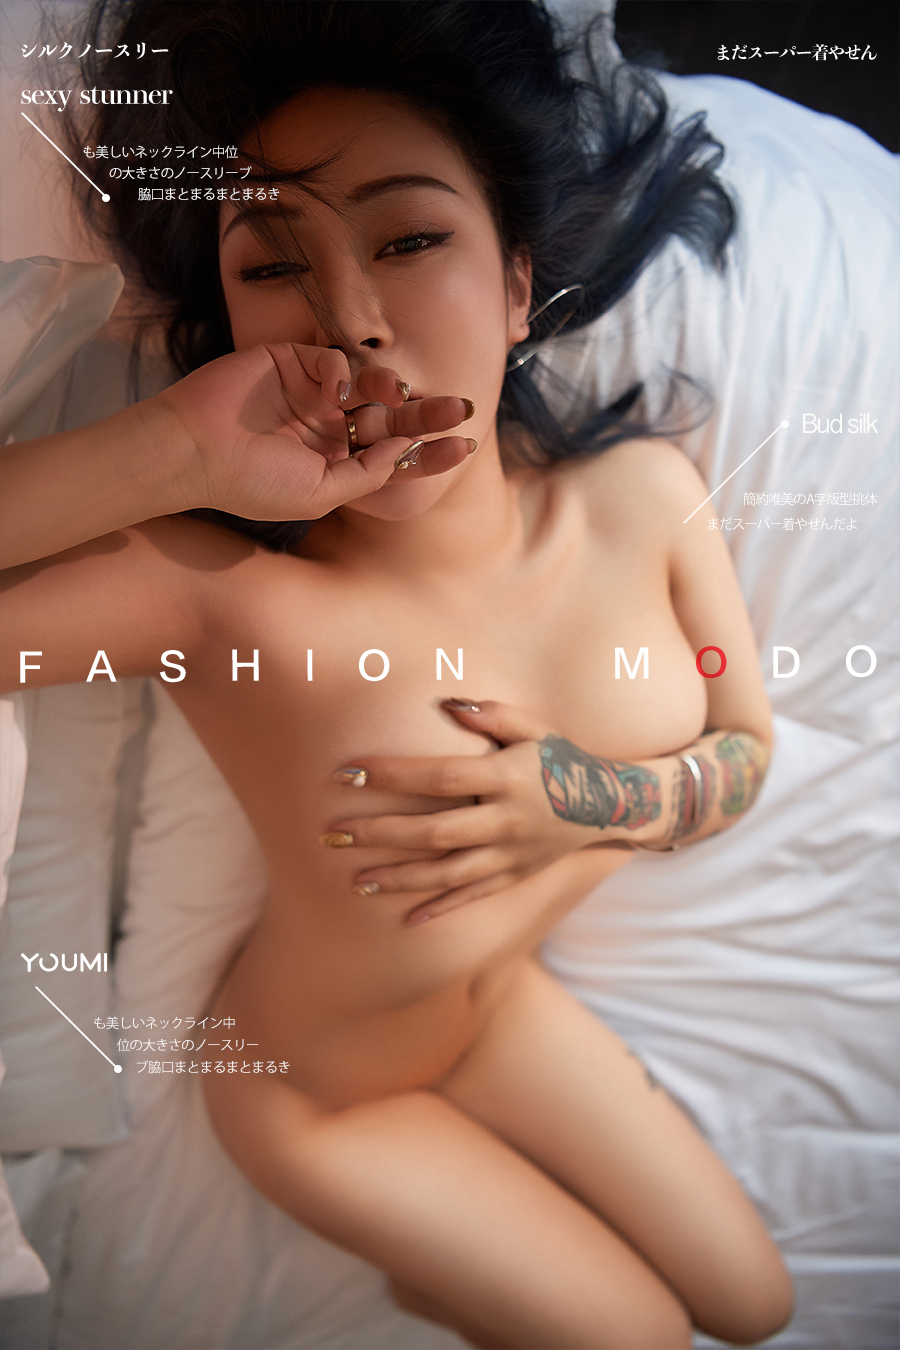 シルクノースリー
まだスーパー着やせん
sexy stunner
も美しいネックライン中位
の大きさのノースリーブ
脇口まとまるまとまるき
Bud silk
簡約唯美のA字版型挑体
まだスーパー着やせんだよ
FASHION MODO
YOUMI
も美しいネックライン中
位の大きさのノースリー
ブ脇口まとまるまとまるき